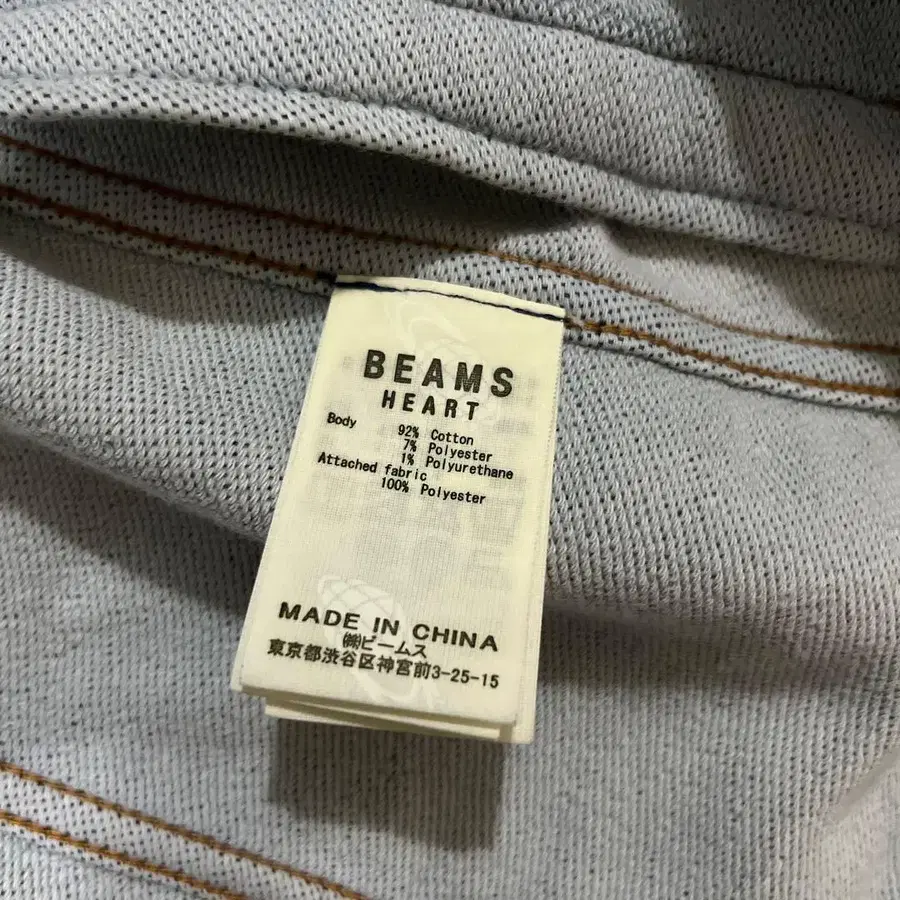 BEAMS
HEART
Body 92% Cotton
7% Polyester
1% Polyurethane
Attached fabric
100% Polyester
MADE IN CHINA
㈱ビームス
東京都渋谷区神宮前3-25-15